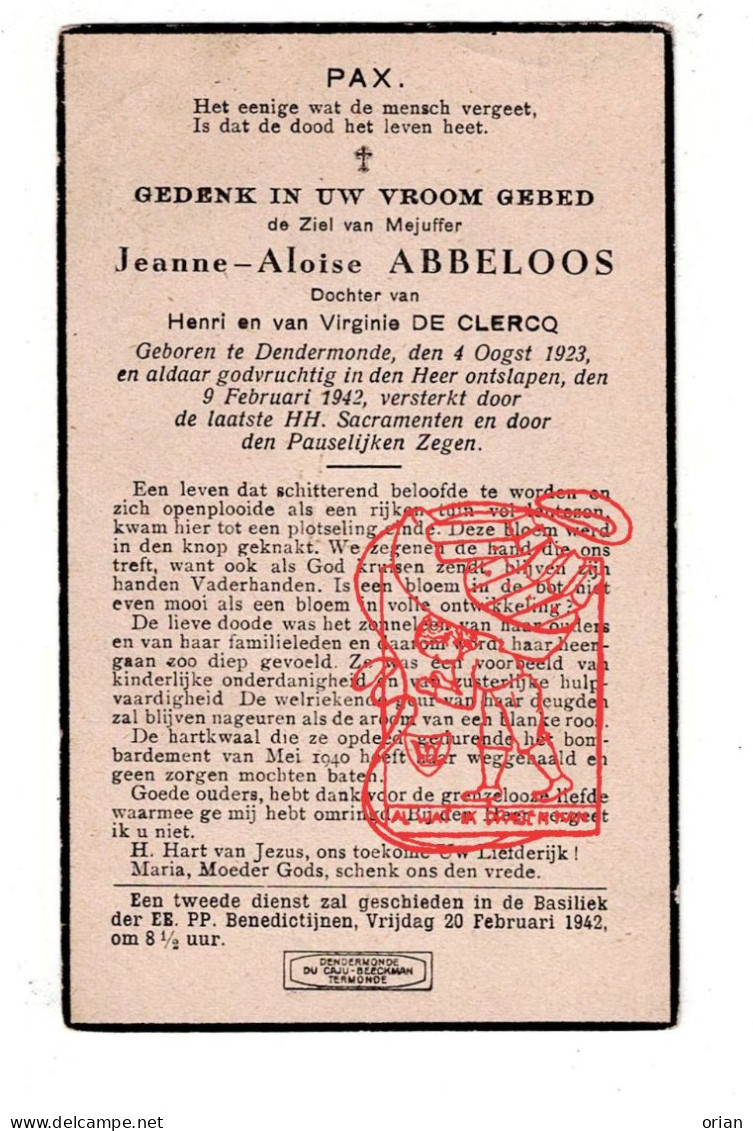 PAX.
Het eenige wat de mensch vergeet,
Is dat de dood het leven heet.
GEDENK IN UW VROOM GEBED
de Ziel van Mejuffer
Jeanne-Aloise ABBELOOS
Dochter van
Henri en van Virginie DE CLERCQ
Geboren te Dendermonde, den 4 Oogst 1923,
en aldaar godvruchtig in den Heer ontslapen, den
9 Februari 1942, versterkt door
de laatste HH. Sacramenten en door
den Pauselijken Zegen.
Een leven dat schitterend beloofde te worden en
zich openplooide als een rijken tuin vol lentezon,
kwam hier tot een plotseling einde. Deze bloem werd
in den knop geknakt. We zegenen de hand die ons
treft, want ook als God kruisen zendt, blijven zijn
handen Vaderhanden. Is een bloem in de bot niet
even mooi als een bloem in volle ontwikkeling?
De lieve doode was het van haar ouders
en van haar familieleden en daarom wordt haar heen-
gaan zoo diep gevoeld. Ze was een voorbeeld van
kinderlijke onderdanigheid en van zusterlijke hulp-
vaardigheid De welriekende geur van haar deugden
zal blijven nageuren als de aroom van een blanke roos.
De hartkwaal die ze opdeed gedurende het bom-
bardement van Mei 1940 heeft haar weggehaald en
geen zorgen mochten baten.
Goede ouders, hebt dank voor de grenzelooze liefde
waarmee ge mij hebt omringd. Bij den Heer vergeet
ik u niet.
H. Hart van Jezus, ons toekome Uw Liefderijk!
Maria, Moeder Gods, schenk ons den vrede.
Een tweede dienst zal geschieden in de Basiliek
der EE. PP. Benedictijnen, Vrijdag 20 Februari 1942,
om 8 ½ uur.
DENDERMONDE
DU CAJU-BEECKMAN
TERMONDE
orian